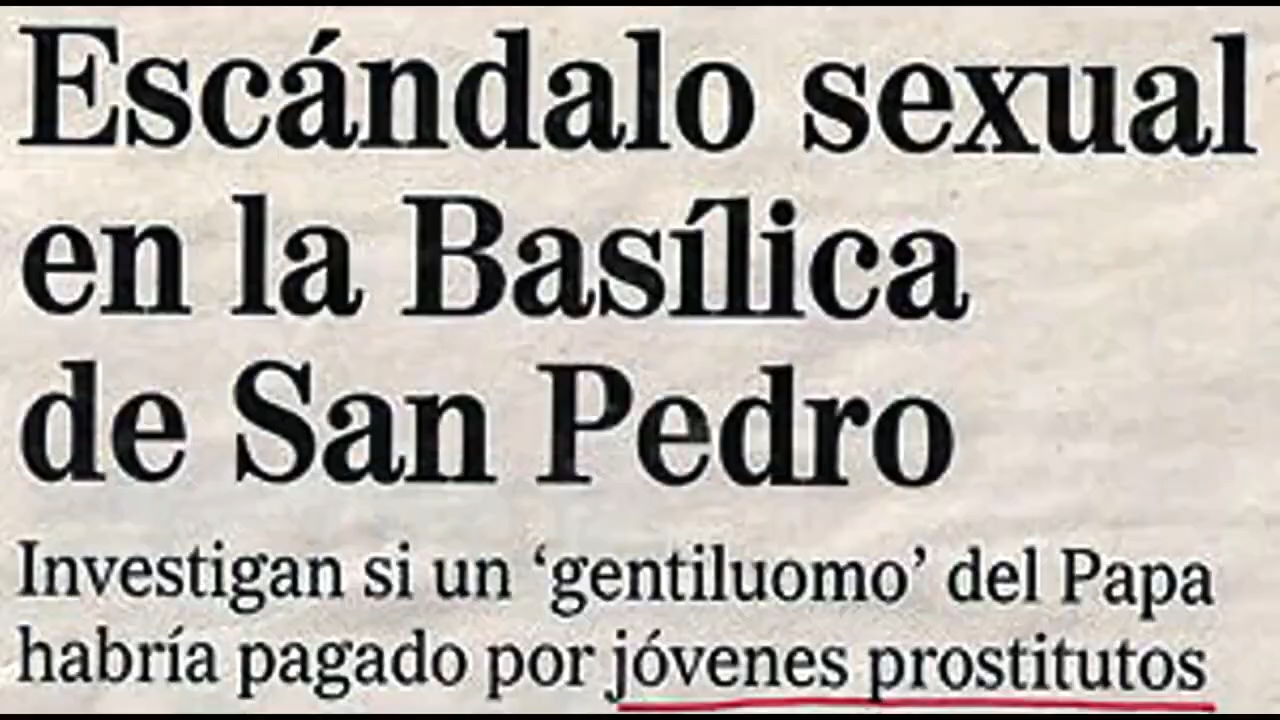 Escándalo sexual
en la Basílica
de San Pedro
Investigan si un ‘gentiluomo’ del Papa
habría pagado por jóvenes prostitutos